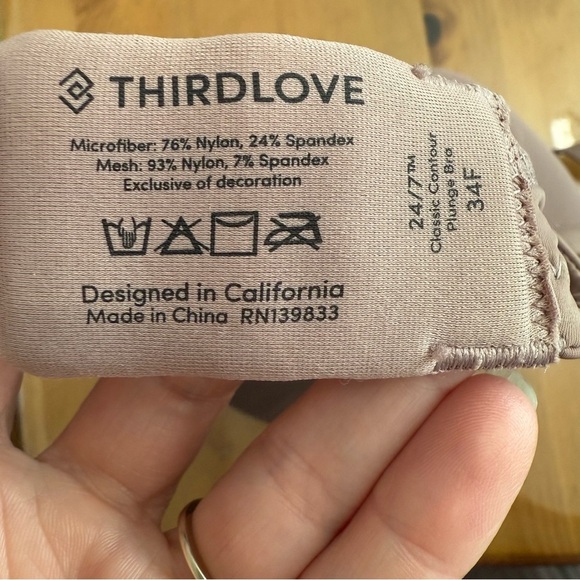 THIRDLOVE
Microfiber: 76% Nylon, 24% Spandex
Mesh: 93% Nylon, 7% Spandex
Exclusive of decoration
Designed in California
Made in China RN139833
24/7™
Classic Contour
Plunge Bra
34F